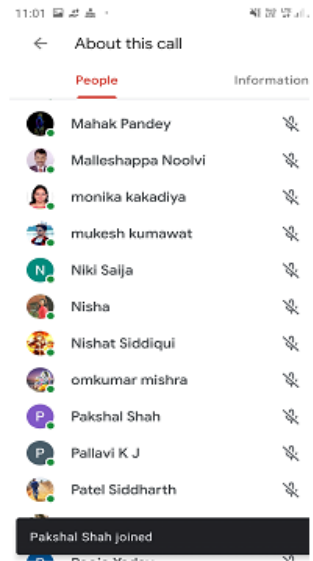 11:01
About this call
People Information
Mahak Pandey
Malleshappa Noolvi
monika kakadiya
mukesh kumawat
N Niki Saija
Nisha
Nishat Siddiqui
omkumar mishra
P Pakshal Shah
P Pallavi K J
Patel Siddharth
Pakshal Shah joined